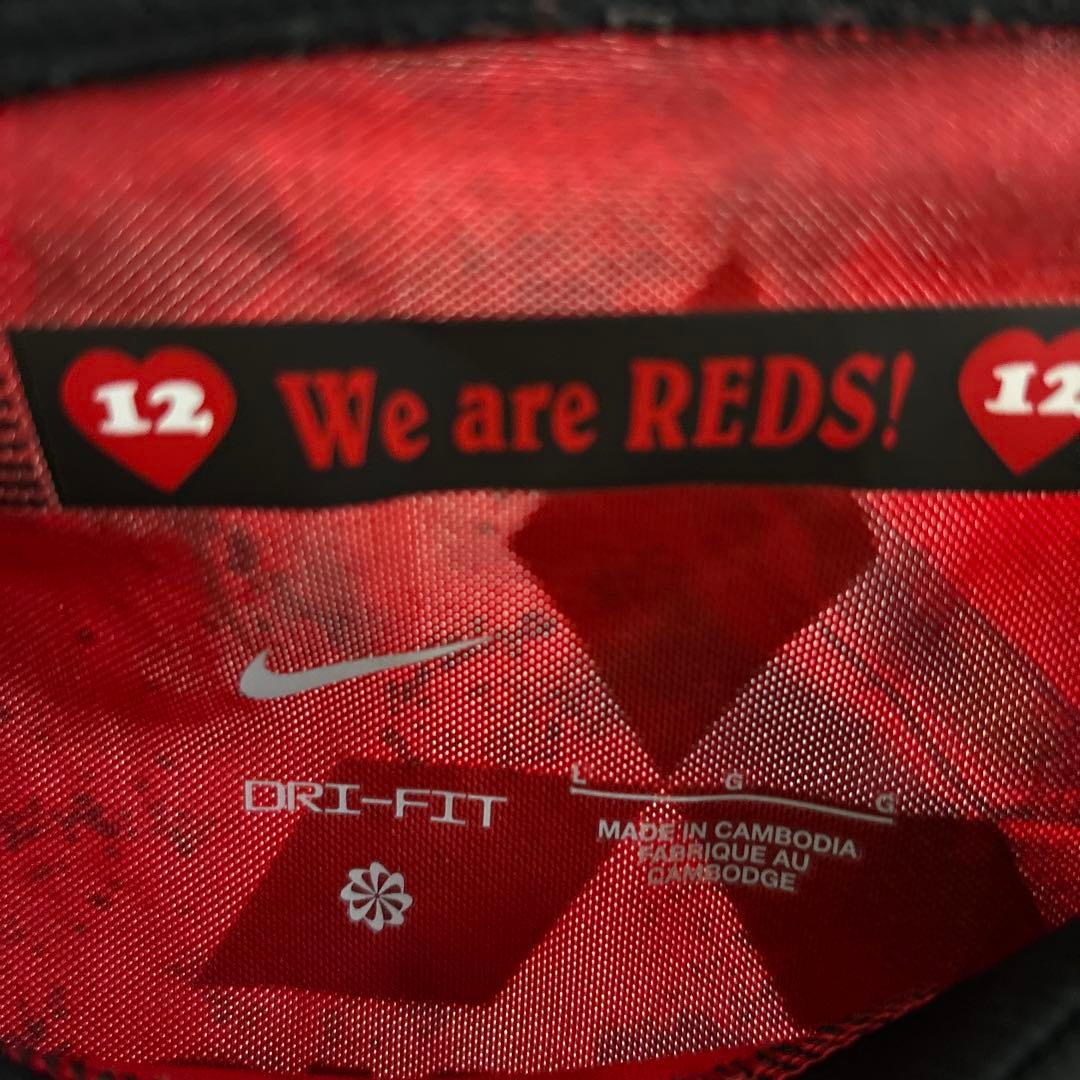 12 We are REDS! 12
DRI-FIT
L G G
MADE IN CAMBODIA
FABRIQUE AU
CAMBODGE